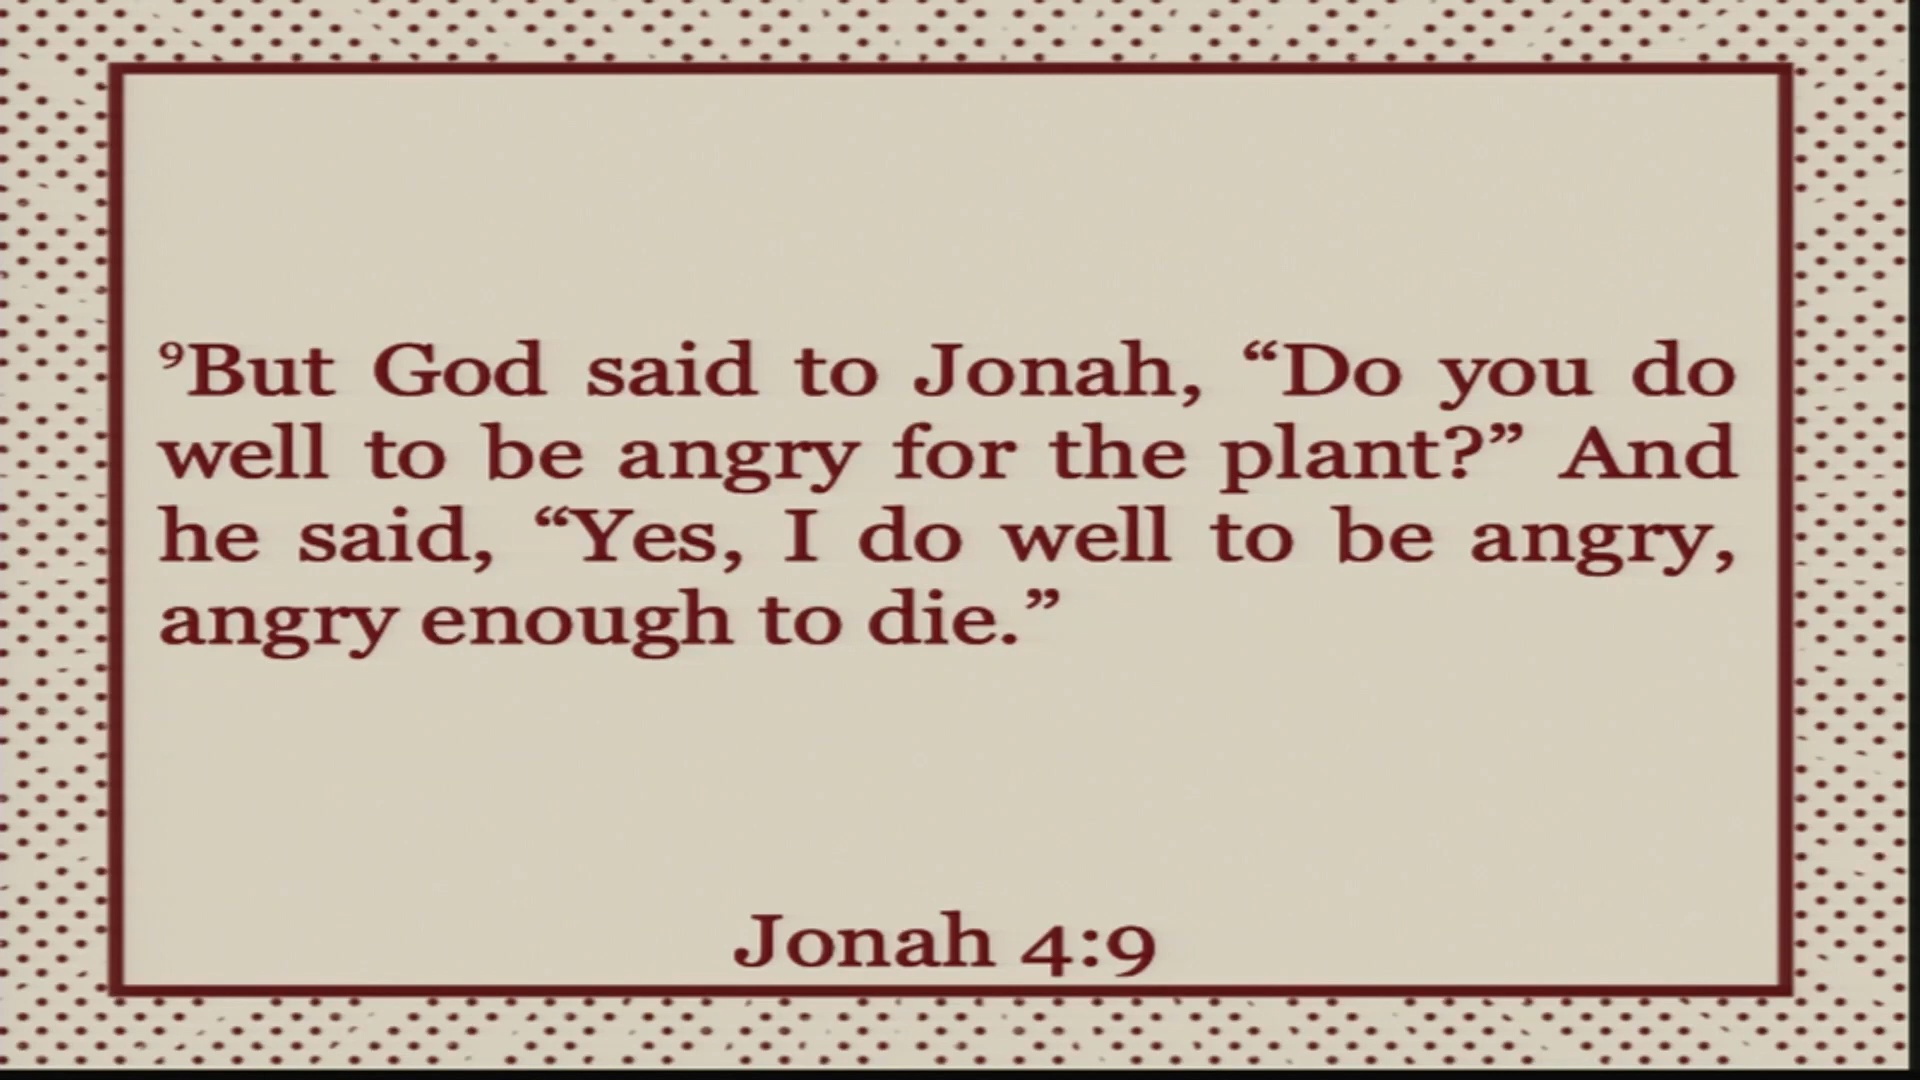 ⁹But God said to Jonah, “Do you do
well to be angry for the plant?” And
he said, “Yes, I do well to be angry,
angry enough to die.”
Jonah 4:9